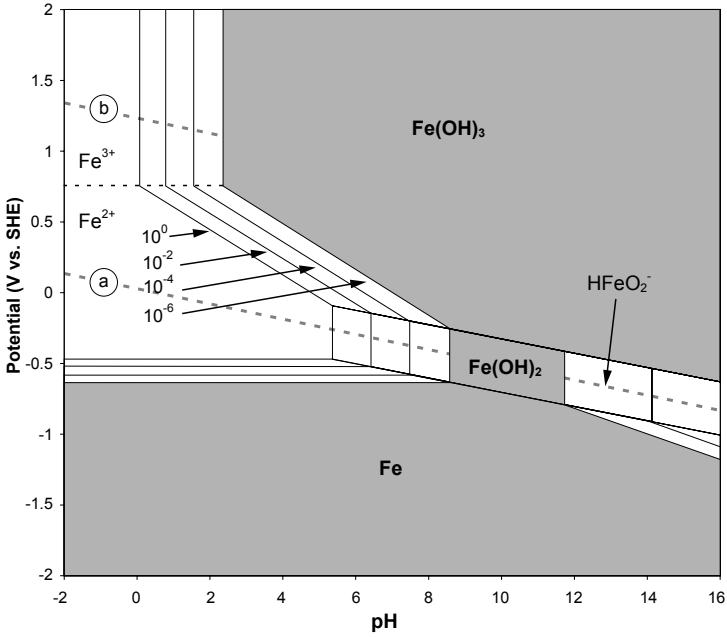 2
1.5
1
0.5
0
-0.5
-1
-1.5
-2
Potential (V vs. SHE)
b
Fe(OH)₃
Fe³⁺
Fe²⁺
10⁰
10⁻²
10⁻⁴
10⁻⁶
a
HFeO₂⁻
Fe(OH)₂
Fe
-2 0 2 4 6 8 10 12 14 16
pH